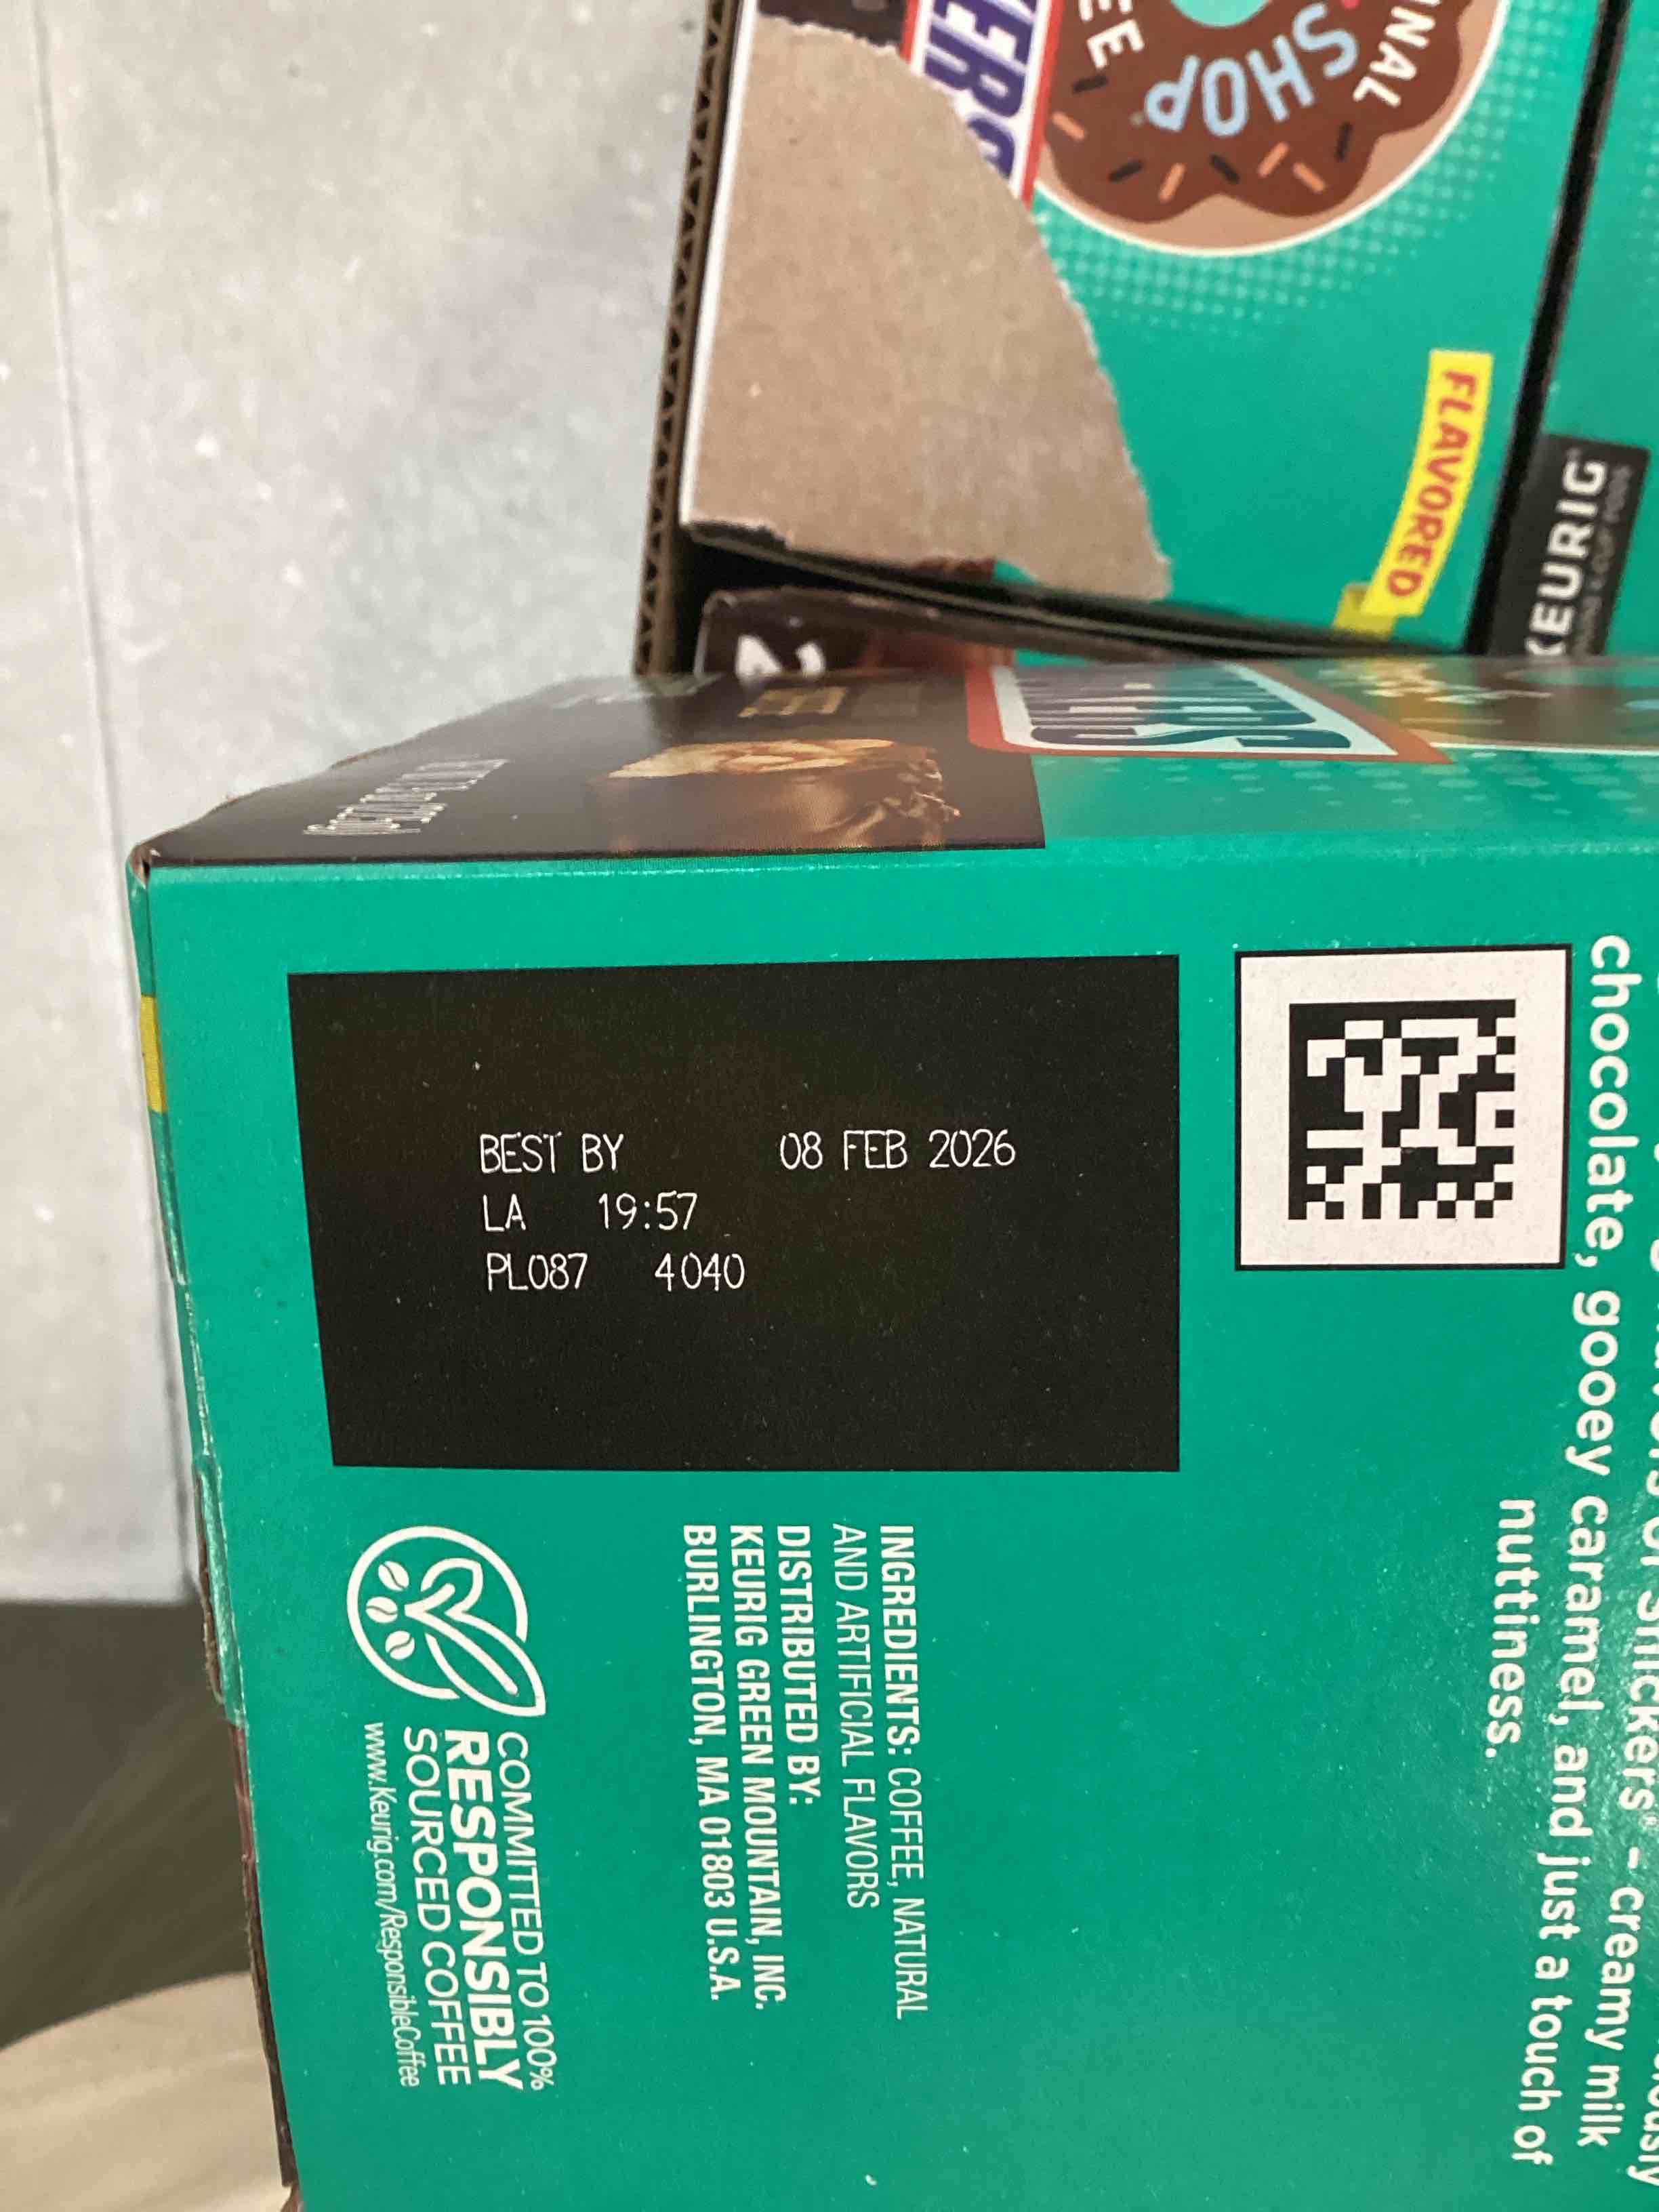 SHOP
FLAVORED
KEURIG
BEST BY 08 FEB 2026
LA 19:57
PL087 4040
chocolate, gooey caramel, and just a touch of
nuttiness.
- creamy milk
INGREDIENTS: COFFEE, NATURAL
AND ARTIFICIAL FLAVORS
DISTRIBUTED BY:
KEURIG GREEN MOUNTAIN, INC.
BURLINGTON, MA 01803 U.S.A.
COMMITTED TO 100%
RESPONSIBLY
SOURCED COFFEE
www.Keurig.com/ResponsibleCoffee